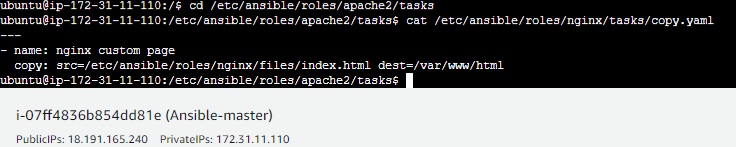 ubuntu@ip-172-31-11-110:/$ cd /etc/ansible/roles/apache2/tasks
ubuntu@ip-172-31-11-110:/etc/ansible/roles/apache2/tasks$ cat /etc/ansible/roles/nginx/tasks/copy.yaml
---
- name: nginx custom page
  copy: src=/etc/ansible/roles/nginx/files/index.html dest=/var/www/html
ubuntu@ip-172-31-11-110:/etc/ansible/roles/apache2/tasks$
i-07ff4836b854dd81e (Ansible-master)
PublicIPs: 18.191.165.240 PrivateIPs: 172.31.11.110